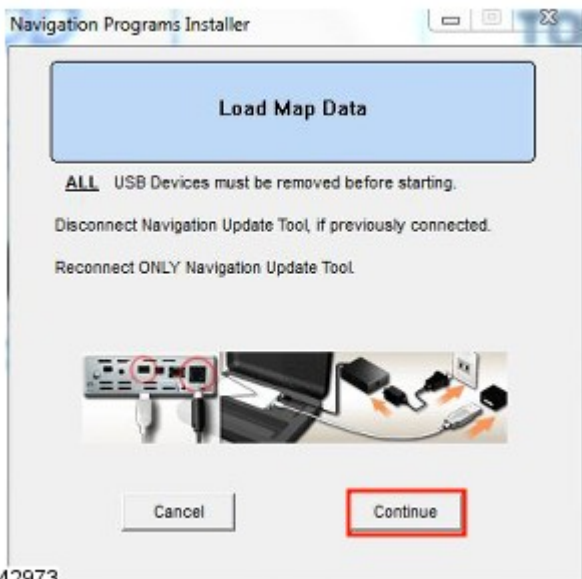 Navigation Programs Installer
Load Map Data
ALL USB Devices must be removed before starting.
Disconnect Navigation Update Tool, if previously connected.
Reconnect ONLY Navigation Update Tool.
Cancel
Continue
42973